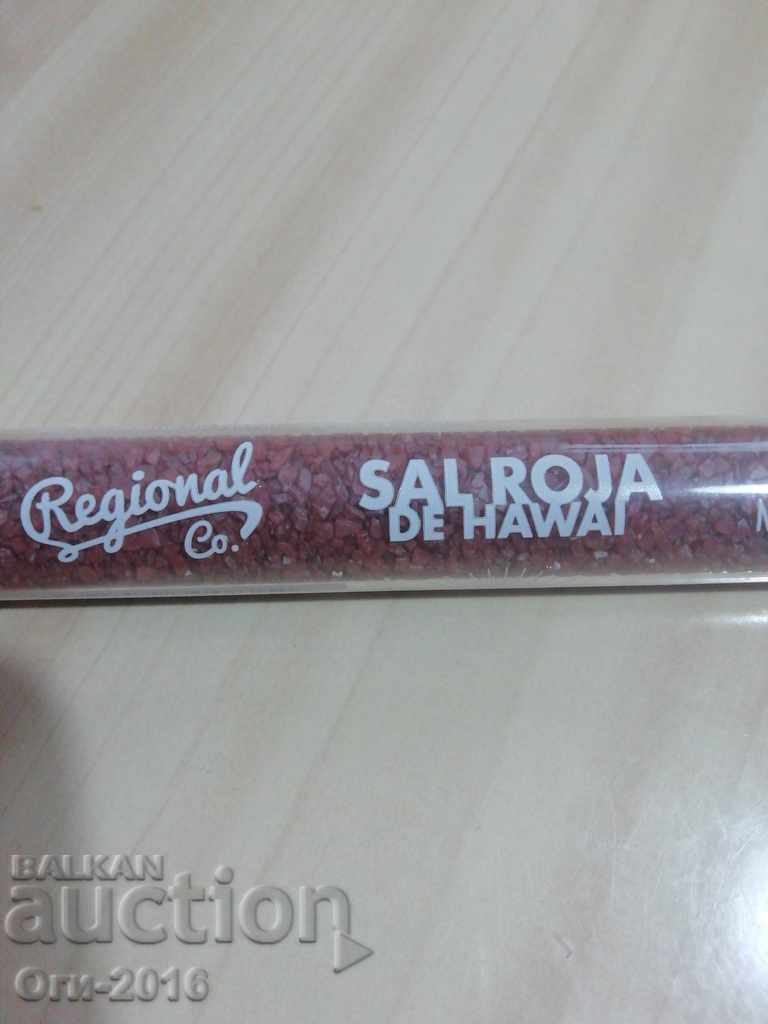 Regional
Co.
SAL ROJA
DE HAWAI
BALKAN
auction
Оги-2016